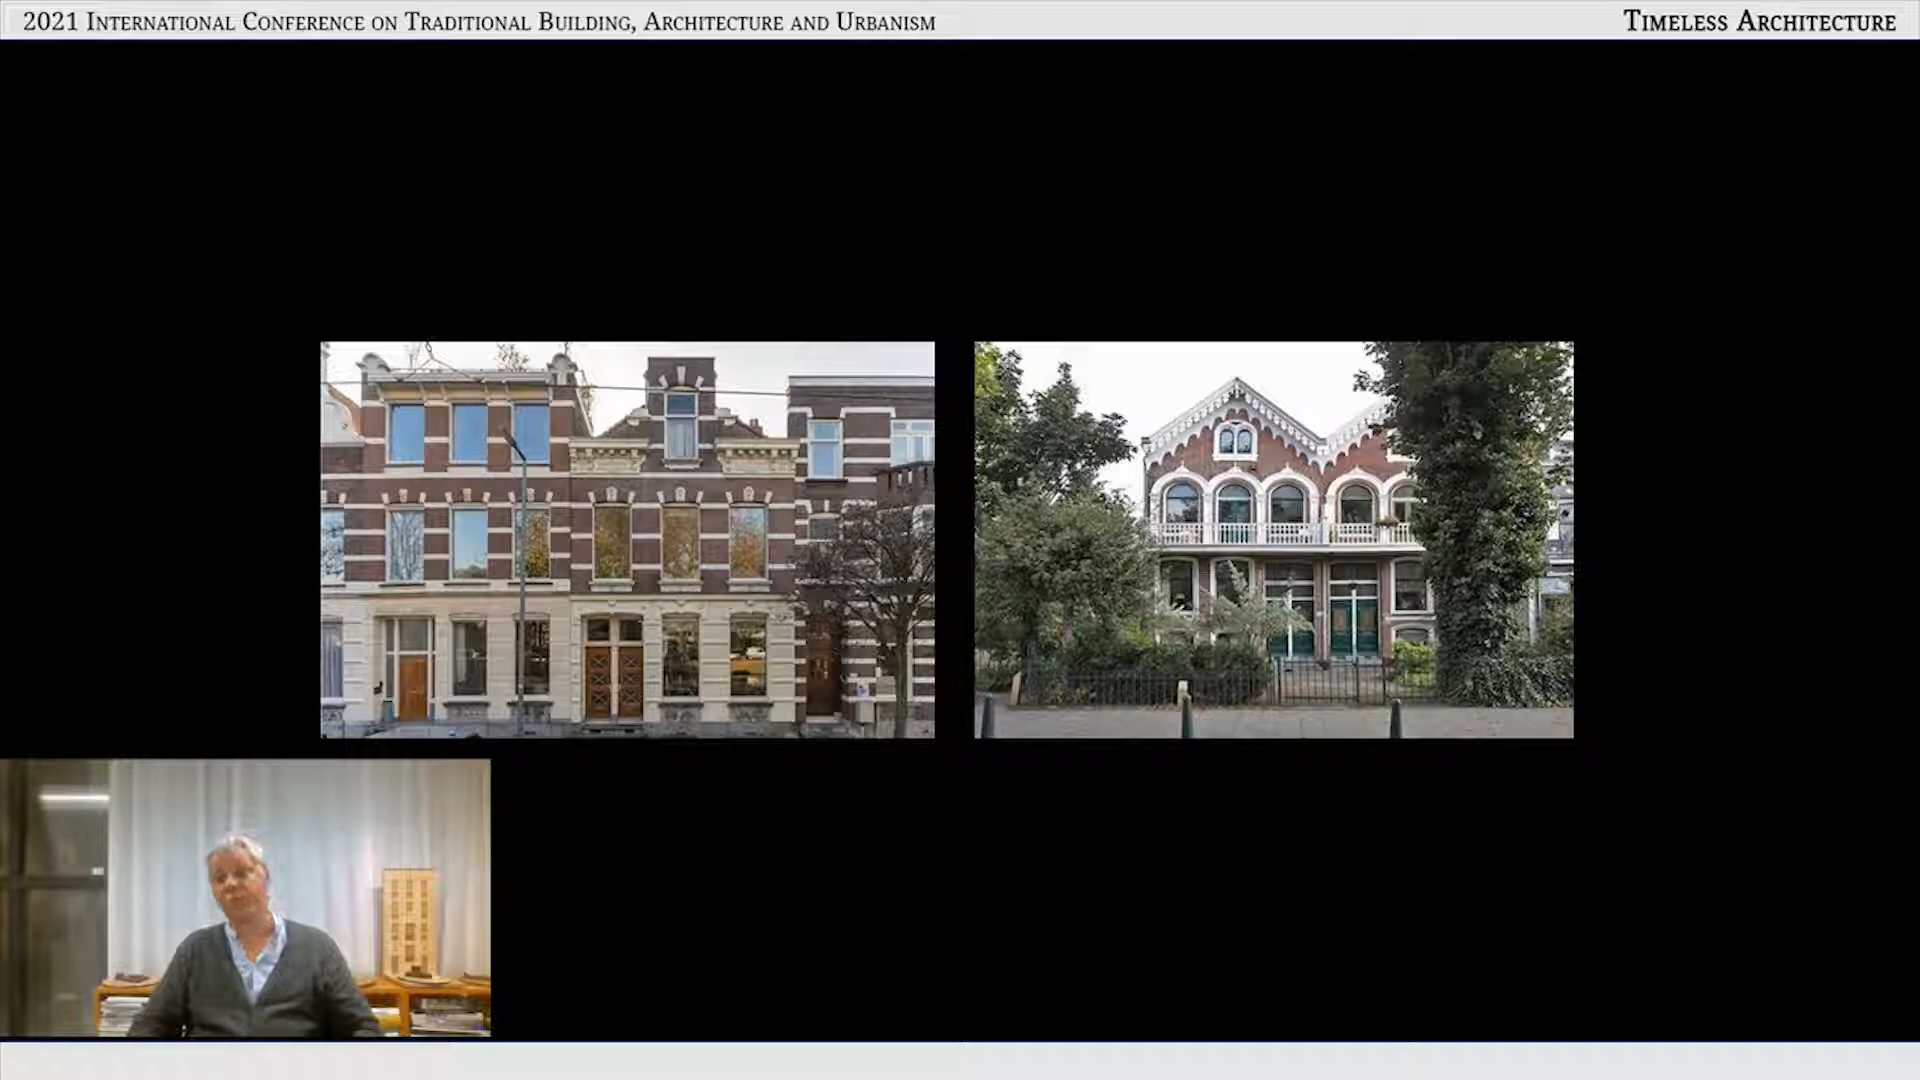 2021 International Conference on Traditional Building, Architecture and Urbanism
Timeless Architecture